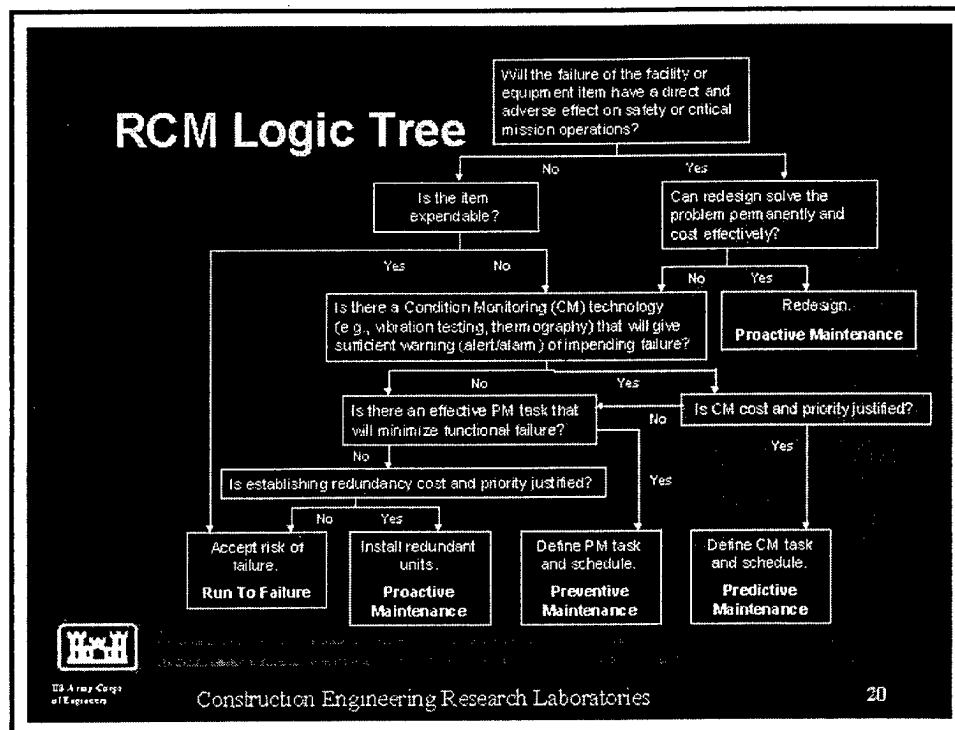 RCM Logic Tree
Will the failure of the facility or
equipment item have a direct and
adverse effect on safety or critical
mission operations?
No
Yes
Is the item
expendable?
Can redesign solve the
problem permanently and
cost effectively?
Yes
No
No
Yes
Is there a Condition Monitoring (CM) technology
(e.g., vibration testing, thermography) that will give
sufficient warning (alert/alarm) of impending failure?
Redesign.
Proactive Maintenance
No
Yes
Is there an effective PM task that
will minimize functional failure?
No
Is CM cost and priority justified?
No
Yes
Yes
Is establishing redundancy cost and priority justified?
No
Yes
Accept risk of
failure.
Run To Failure
Install redundant
units.
Proactive
Maintenance
Define PM task
and schedule.
Preventive
Maintenance
Define CM task
and schedule.
Predictive
Maintenance
US Army Corps
of Engineers
Construction Engineering Research Laboratories
20